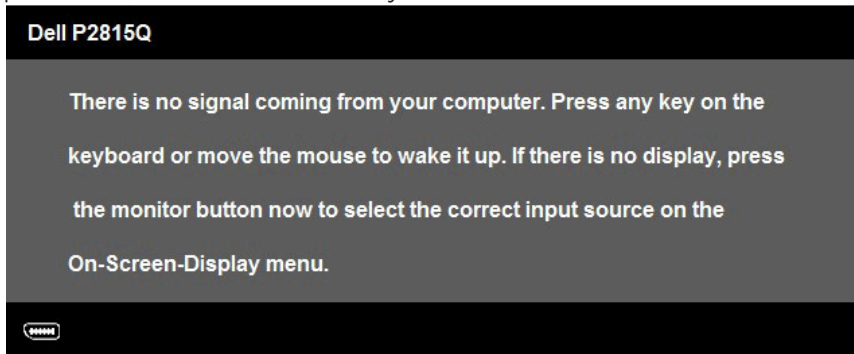 Dell P2815Q
There is no signal coming from your computer. Press any key on the
keyboard or move the mouse to wake it up. If there is no display, press
the monitor button now to select the correct input source on the
On-Screen-Display menu.